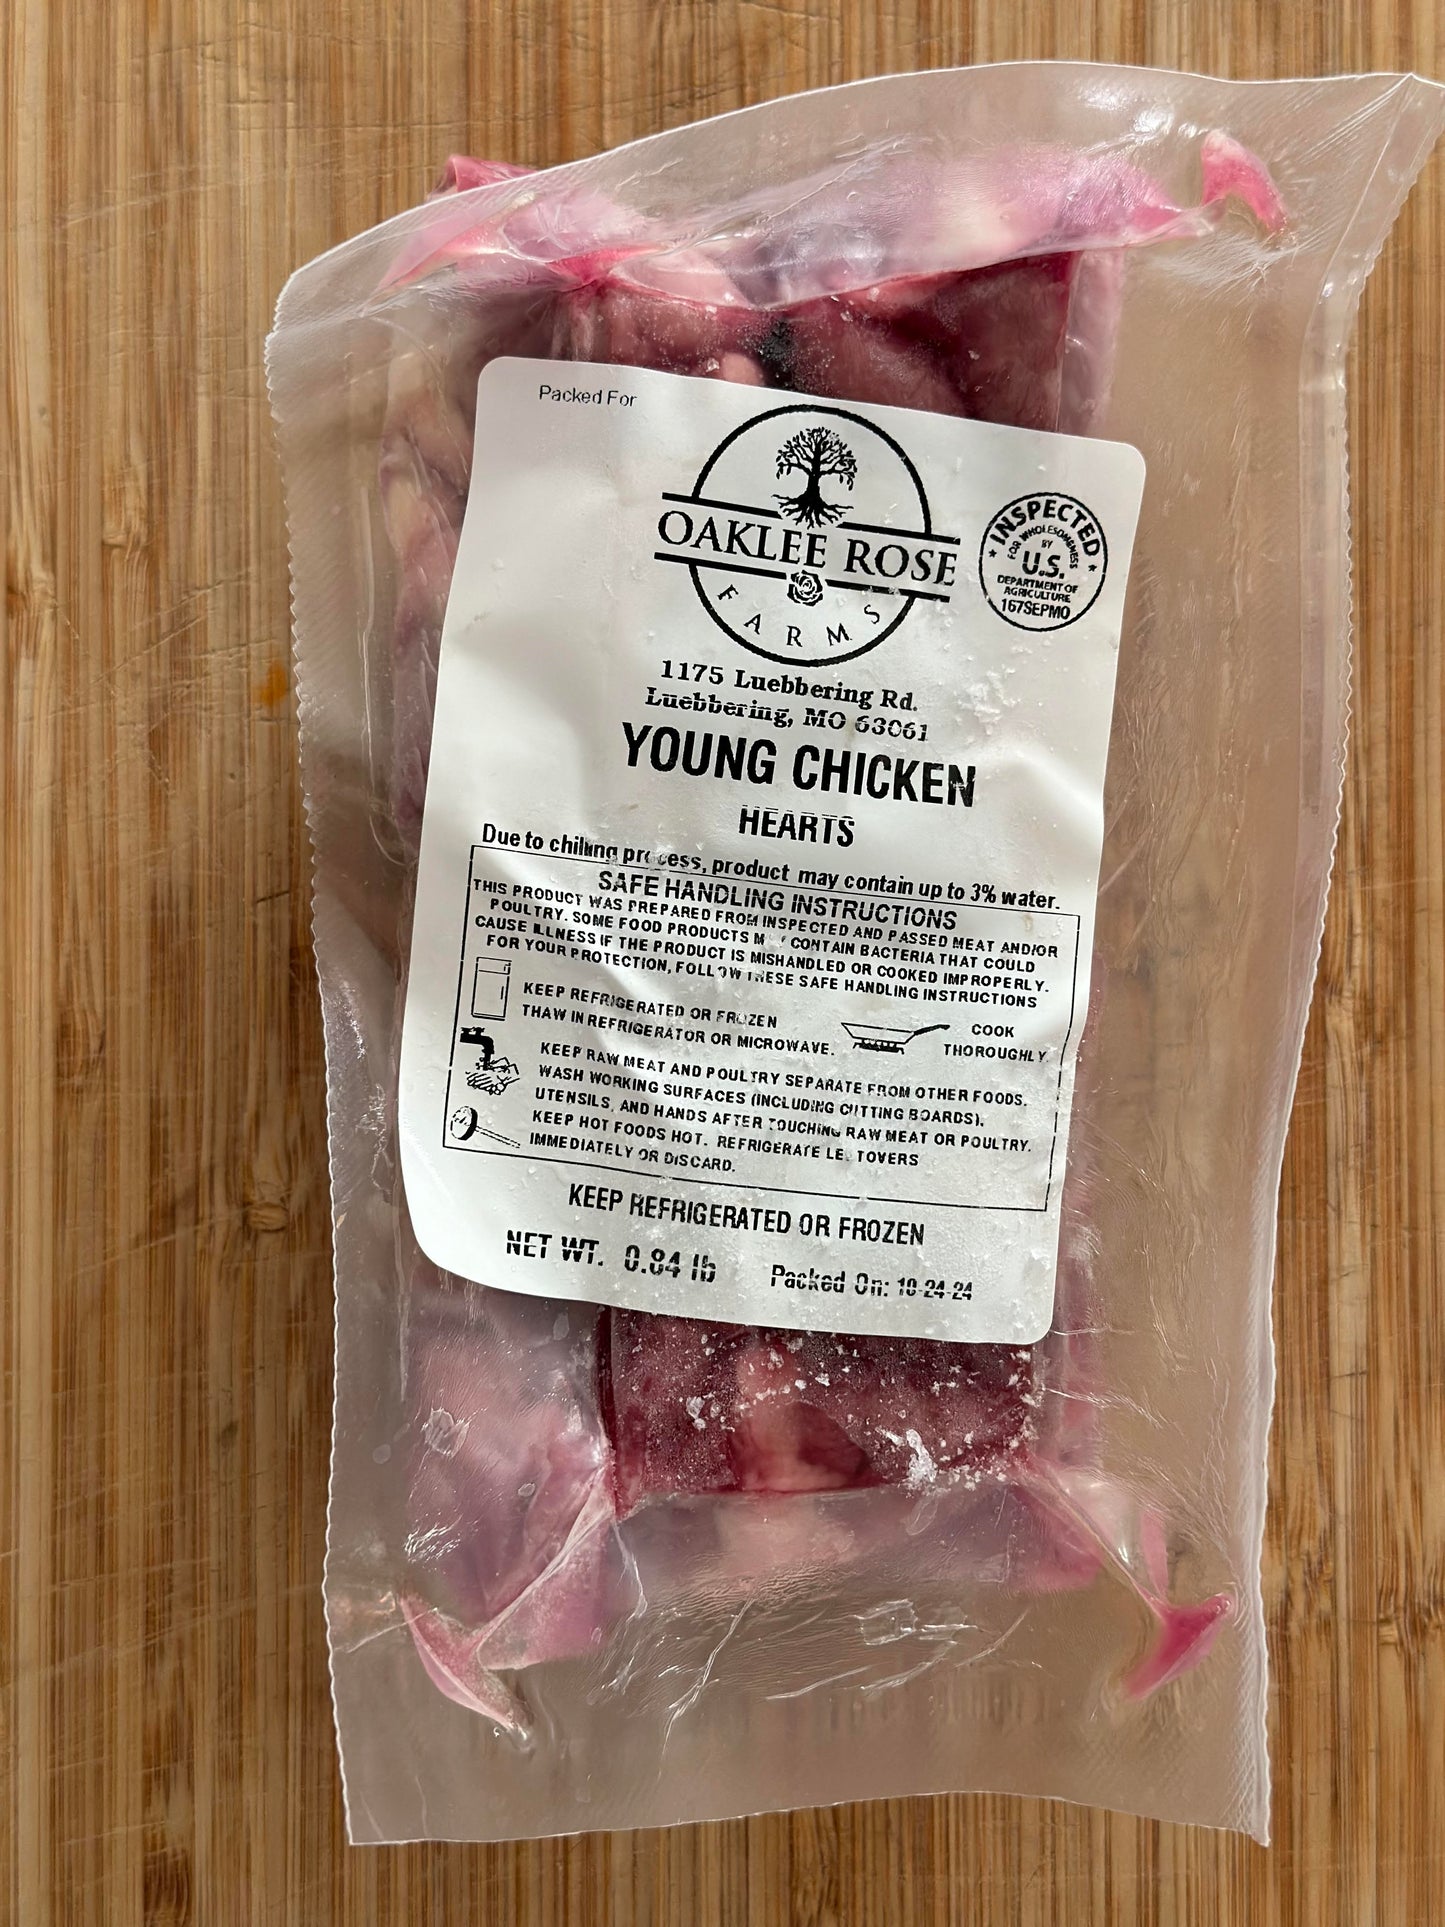 Packed For
OAKLEE ROSE
FARMS
INSPECTED
FOR WHOLESOMENESS
BY
U.S.
DEPARTMENT OF
AGRICULTURE
167SEPMO
1175 Luebbering Rd.
Luebbering, MO 63061
YOUNG CHICKEN
HEARTS
Due to chilling process, product may contain up to 3% water.
SAFE HANDLING INSTRUCTIONS
THIS PRODUCT WAS PREPARED FROM INSPECTED AND PASSED MEAT AND/OR
POULTRY. SOME FOOD PRODUCTS MAY CONTAIN BACTERIA THAT COULD
CAUSE ILLNESS IF THE PRODUCT IS MISHANDLED OR COOKED IMPROPERLY.
FOR YOUR PROTECTION, FOLLOW THESE SAFE HANDLING INSTRUCTIONS
KEEP REFRIGERATED OR FROZEN
THAW IN REFRIGERATOR OR MICROWAVE.
COOK
THOROUGHLY.
KEEP RAW MEAT AND POULTRY SEPARATE FROM OTHER FOODS.
WASH WORKING SURFACES (INCLUDING CUTTING BOARDS),
UTENSILS, AND HANDS AFTER TOUCHING RAW MEAT OR POULTRY.
KEEP HOT FOODS HOT. REFRIGERATE LEFTOVERS
IMMEDIATELY OR DISCARD.
KEEP REFRIGERATED OR FROZEN
NET WT. 0.84 lb
Packed On: 10-24-24